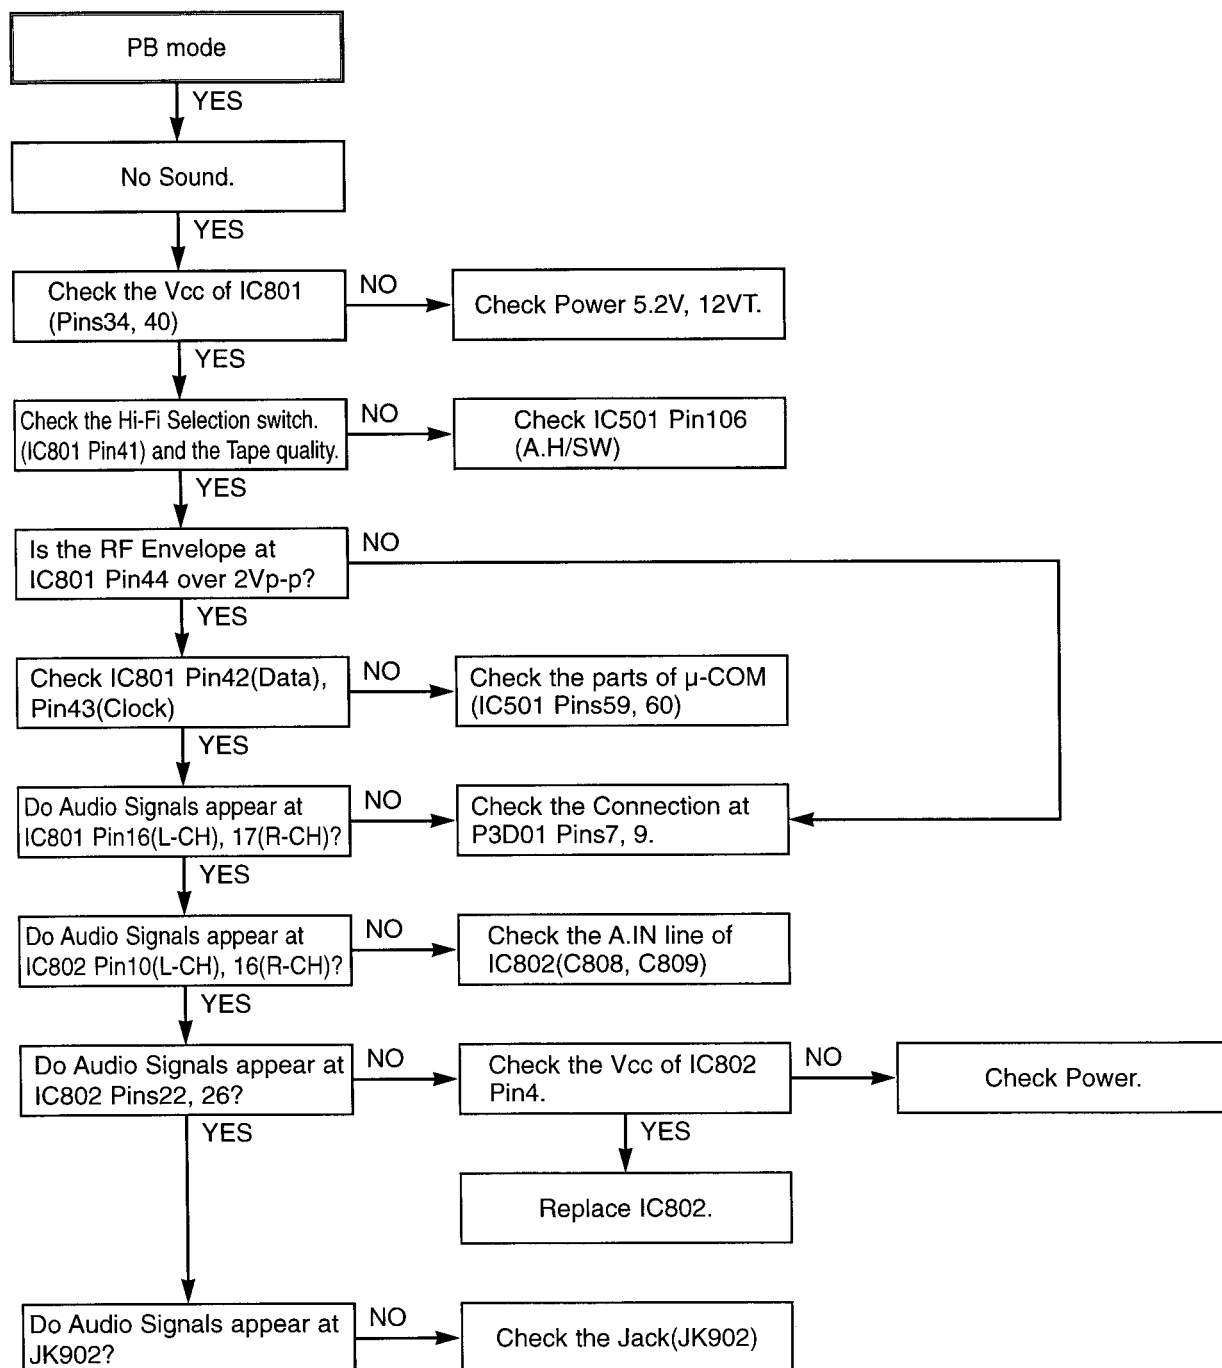 PB mode
YES
No Sound.
YES
Check the Vcc of IC801
(Pins34, 40)
NO
Check Power 5.2V, 12VT.
YES
Check the Hi-Fi Selection switch.
(IC801 Pin41) and the Tape quality.
NO
Check IC501 Pin106
(A.H/SW)
YES
Is the RF Envelope at
IC801 Pin44 over 2Vp-p?
NO
YES
Check IC801 Pin42(Data),
Pin43(Clock)
NO
Check the parts of µ-COM
(IC501 Pins59, 60)
YES
Do Audio Signals appear at
IC801 Pin16(L-CH), 17(R-CH)?
NO
Check the Connection at
P3D01 Pins7, 9.
YES
Do Audio Signals appear at
IC802 Pin10(L-CH), 16(R-CH)?
NO
Check the A.IN line of
IC802(C808, C809)
YES
Do Audio Signals appear at
IC802 Pins22, 26?
NO
Check the Vcc of IC802
Pin4.
NO
Check Power.
YES
YES
Replace IC802.
Do Audio Signals appear at
JK902?
NO
Check the Jack(JK902)